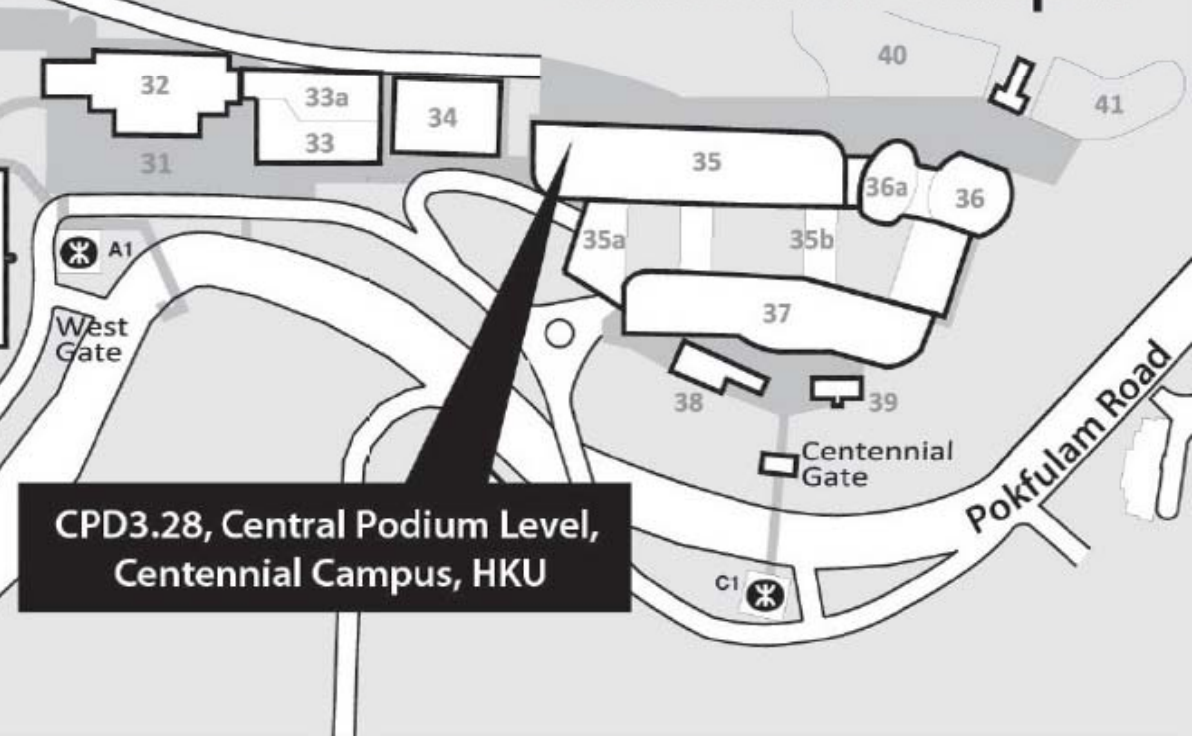 40
41
32
33a
33
34
31
35
36a
36
35a
35b
A1
West
Gate
37
38
39
Centennial
Gate
Pokfulam Road
CPD3.28, Central Podium Level,
Centennial Campus, HKU
C1